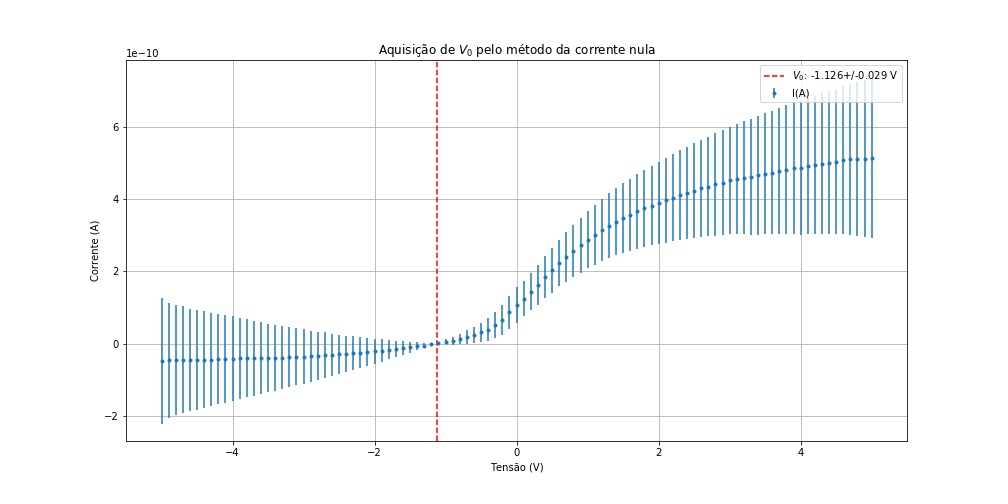 Aquisição de V₀ pelo método da corrente nula
1e−10
V₀: -1.126+/-0.029 V
I(A)
6
4
2
0
−2
Corrente (A)
−4
−2
0
2
4
Tensão (V)